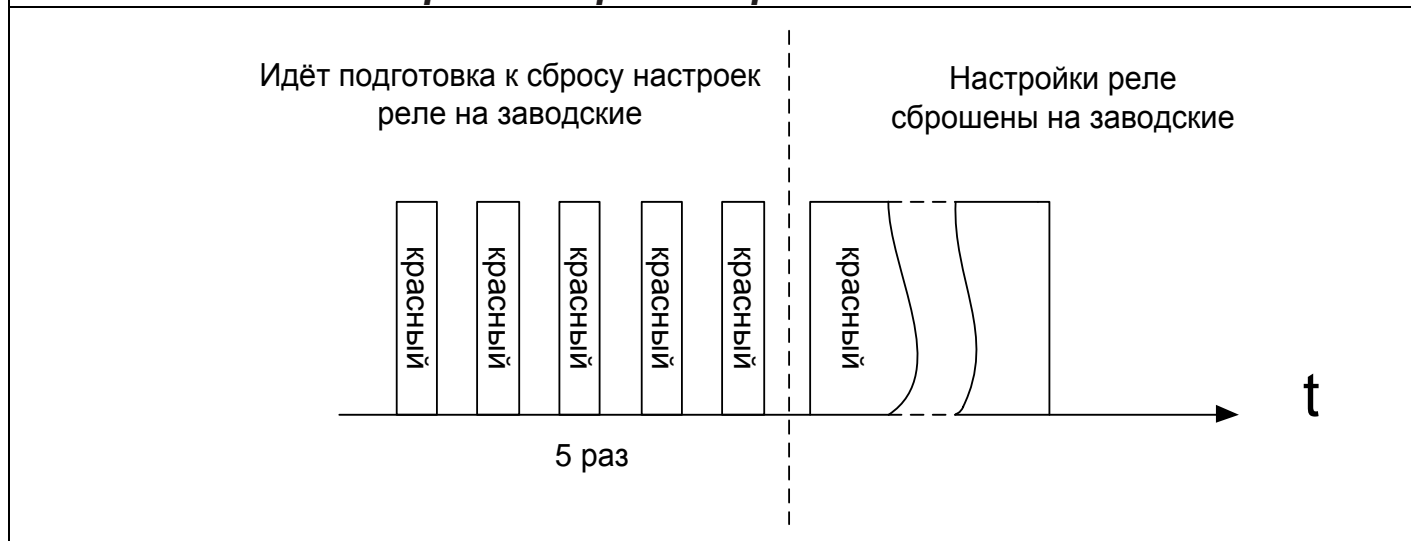 Идёт подготовка к сбросу настроек
реле на заводские
Настройки реле
сброшены на заводские
красный
красный
красный
красный
красный
красный
t
5 раз